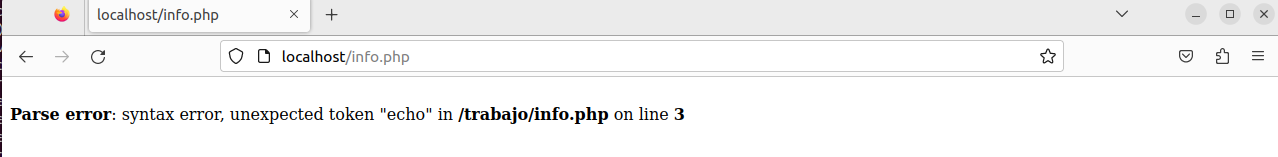 localhost/info.php
localhost/info.php
Parse error: syntax error, unexpected token "echo" in /trabajo/info.php on line 3